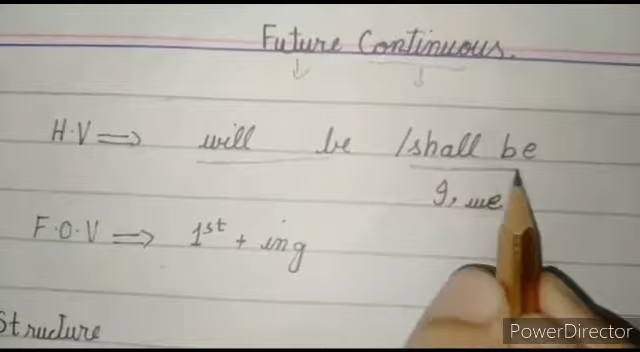 Future Continuous.
H.V ⇒ will be / shall be
I, we
F.O.V ⇒ 1st + ing
Structure
PowerDirector